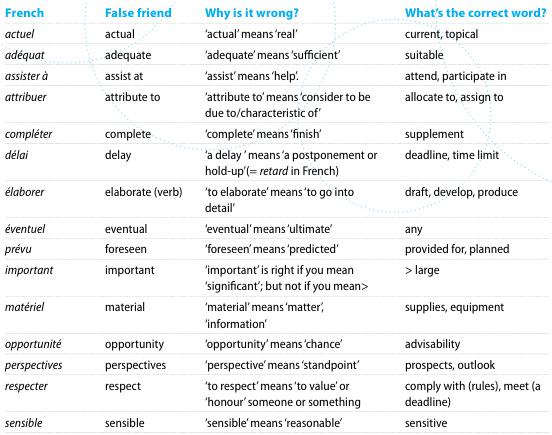 French False friend Why is it wrong? What's the correct word?
actuel actual 'actual' means 'real' current, topical
adéquat adequate 'adequate' means 'sufficient' suitable
assister à assist at 'assist' means 'help'. attend, participate in
attribuer attribute to 'attribute to' means 'consider to be allocate to, assign to
due to/characteristic of'
compléter complete 'complete' means 'finish' supplement
délai delay 'a delay ' means 'a postponement or deadline, time limit
hold-up' (= retard in French)
élaborer elaborate (verb) 'to elaborate' means 'to go into draft, develop, produce
detail'
éventuel eventual 'eventual' means 'ultimate' any
prévu foreseen 'foreseen' means 'predicted' provided for, planned
important important 'important' is right if you mean > large
'significant'; but not if you mean>
matériel material 'material' means 'matter', supplies, equipment
'information'
opportunité opportunity 'opportunity' means 'chance' advisability
perspectives perspectives 'perspective' means 'standpoint' prospects, outlook
respecter respect 'to respect' means 'to value' or comply with (rules), meet (a
'honour' someone or something deadline)
sensible sensible 'sensible' means 'reasonable' sensitive